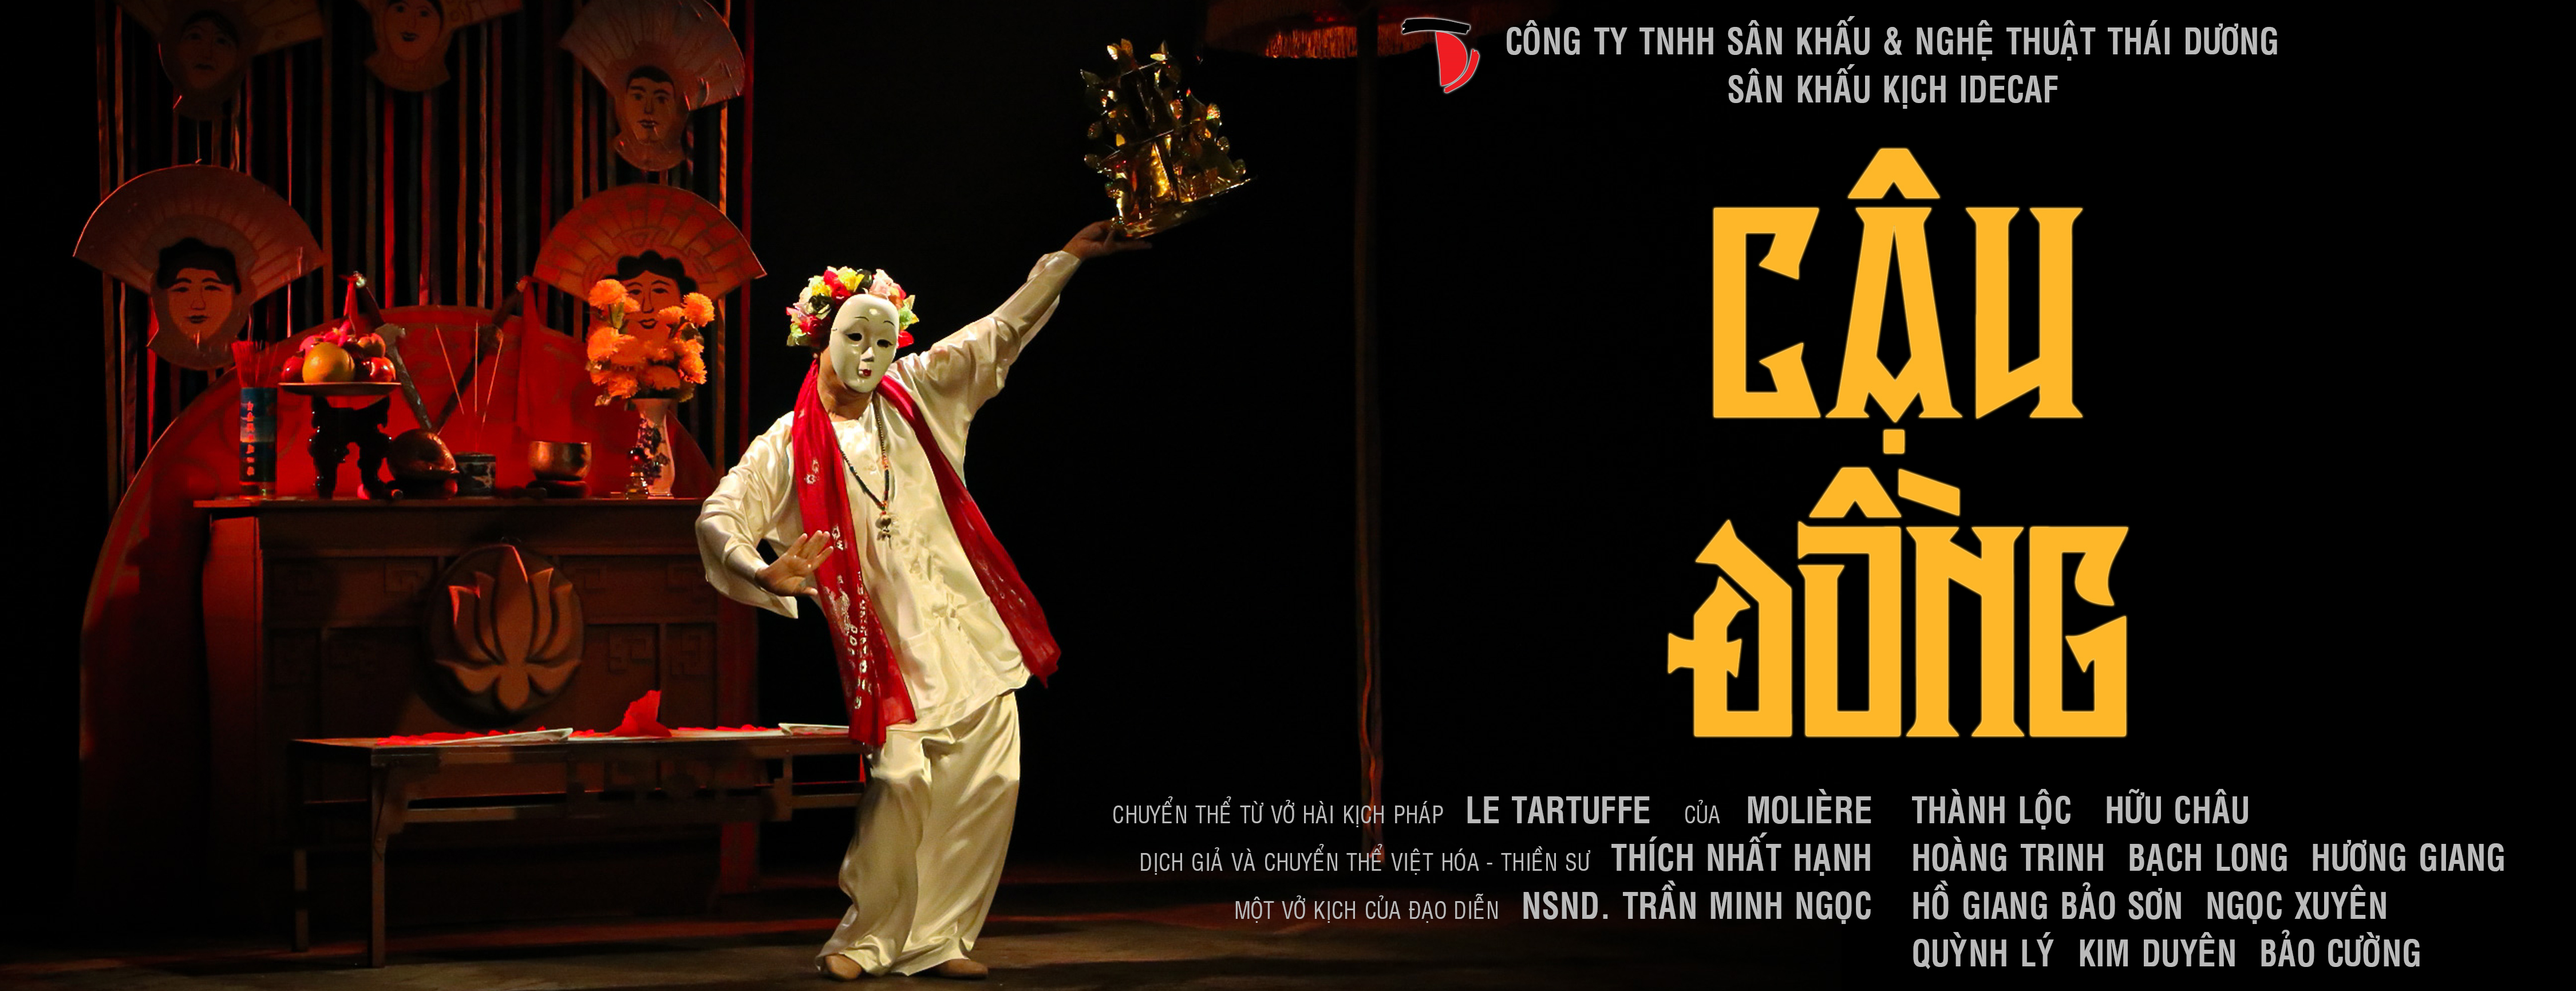 CÔNG TY TNHH SÂN KHẤU & NGHỆ THUẬT THÁI DƯƠNG
SÂN KHẤU KỊCH IDECAF
CẬU
ĐỒNG
CHUYỂN THỂ TỪ VỞ HÀI KỊCH PHÁP LE TARTUFFE CỦA MOLIÈRE
DỊCH GIẢ VÀ CHUYỂN THỂ VIỆT HÓA - THIỀN SƯ THÍCH NHẤT HẠNH
MỘT VỞ KỊCH CỦA ĐẠO DIỄN NSND. TRẦN MINH NGỌC
THÀNH LỘC HỮU CHÂU
HOÀNG TRINH BẠCH LONG HƯƠNG GIANG
HỒ GIANG BẢO SƠN NGỌC XUYÊN
QUỲNH LÝ KIM DUYÊN BẢO CƯỜNG